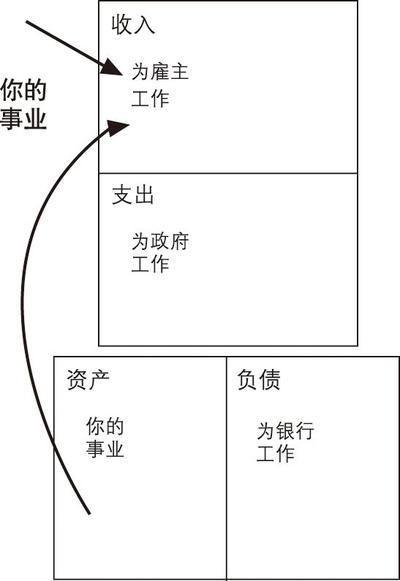 收入
为雇主
工作
你的
事业
支出
为政府
工作
资产
你的
事业
负债
为银行
工作